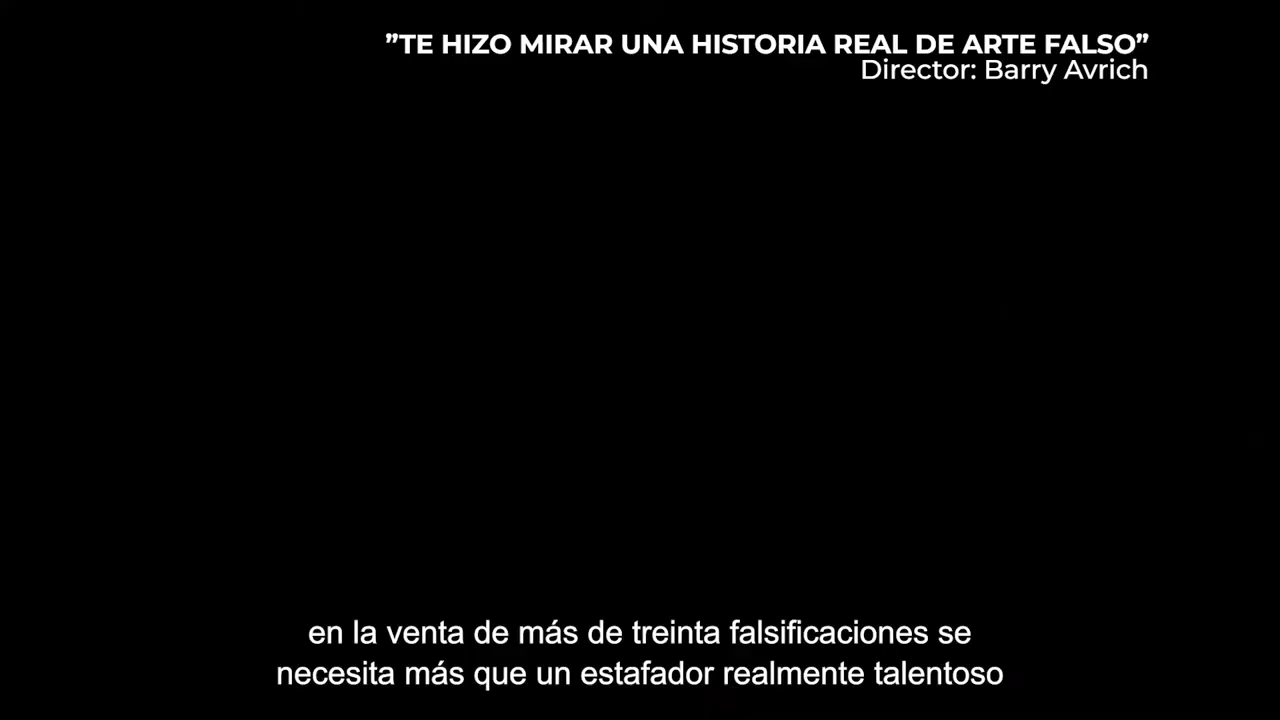 ”TE HIZO MIRAR UNA HISTORIA REAL DE ARTE FALSO”
Director: Barry Avrich
en la venta de más de treinta falsificaciones se
necesita más que un estafador realmente talentoso